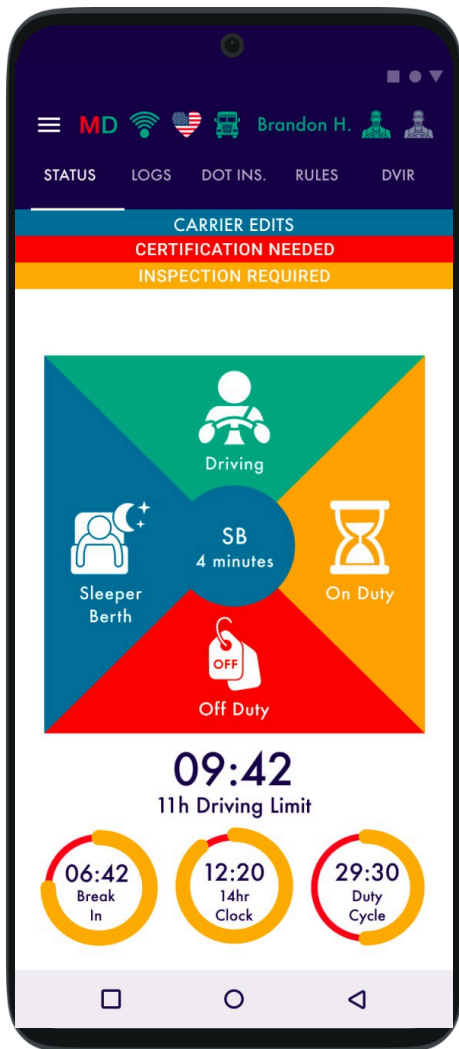 MD Brandon H.
STATUS LOGS DOT INS. RULES DVIR
CARRIER EDITS
CERTIFICATION NEEDED
INSPECTION REQUIRED
Driving
SB
4 minutes
Sleeper
Berth
On Duty
OFF
Off Duty
09:42
11h Driving Limit
06:42
Break
In
12:20
14hr
Clock
29:30
Duty
Cycle